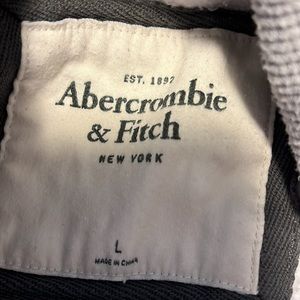 EST. 1892
Abercrombie
& Fitch
NEW YORK
L
MADE IN CHINA